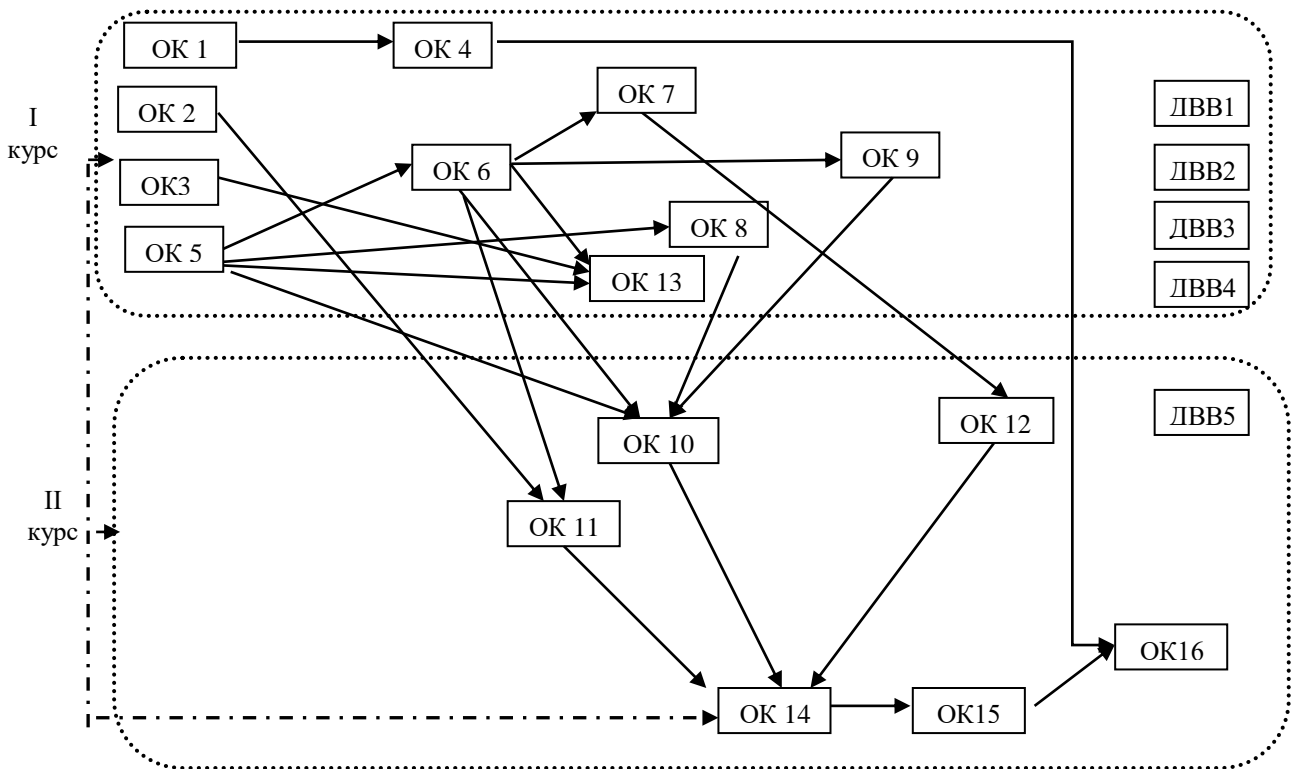 ОК 1
ОК 4
ОК 7
ДВВ1
ОК 2
I
курс
ОК 6
ОК 9
ДВВ2
ОК3
ОК 8
ДВВ3
ОК 5
ОК 13
ДВВ4
ДВВ5
ОК 12
ОК 10
II
курс
ОК 11
ОК16
ОК 14
ОК15